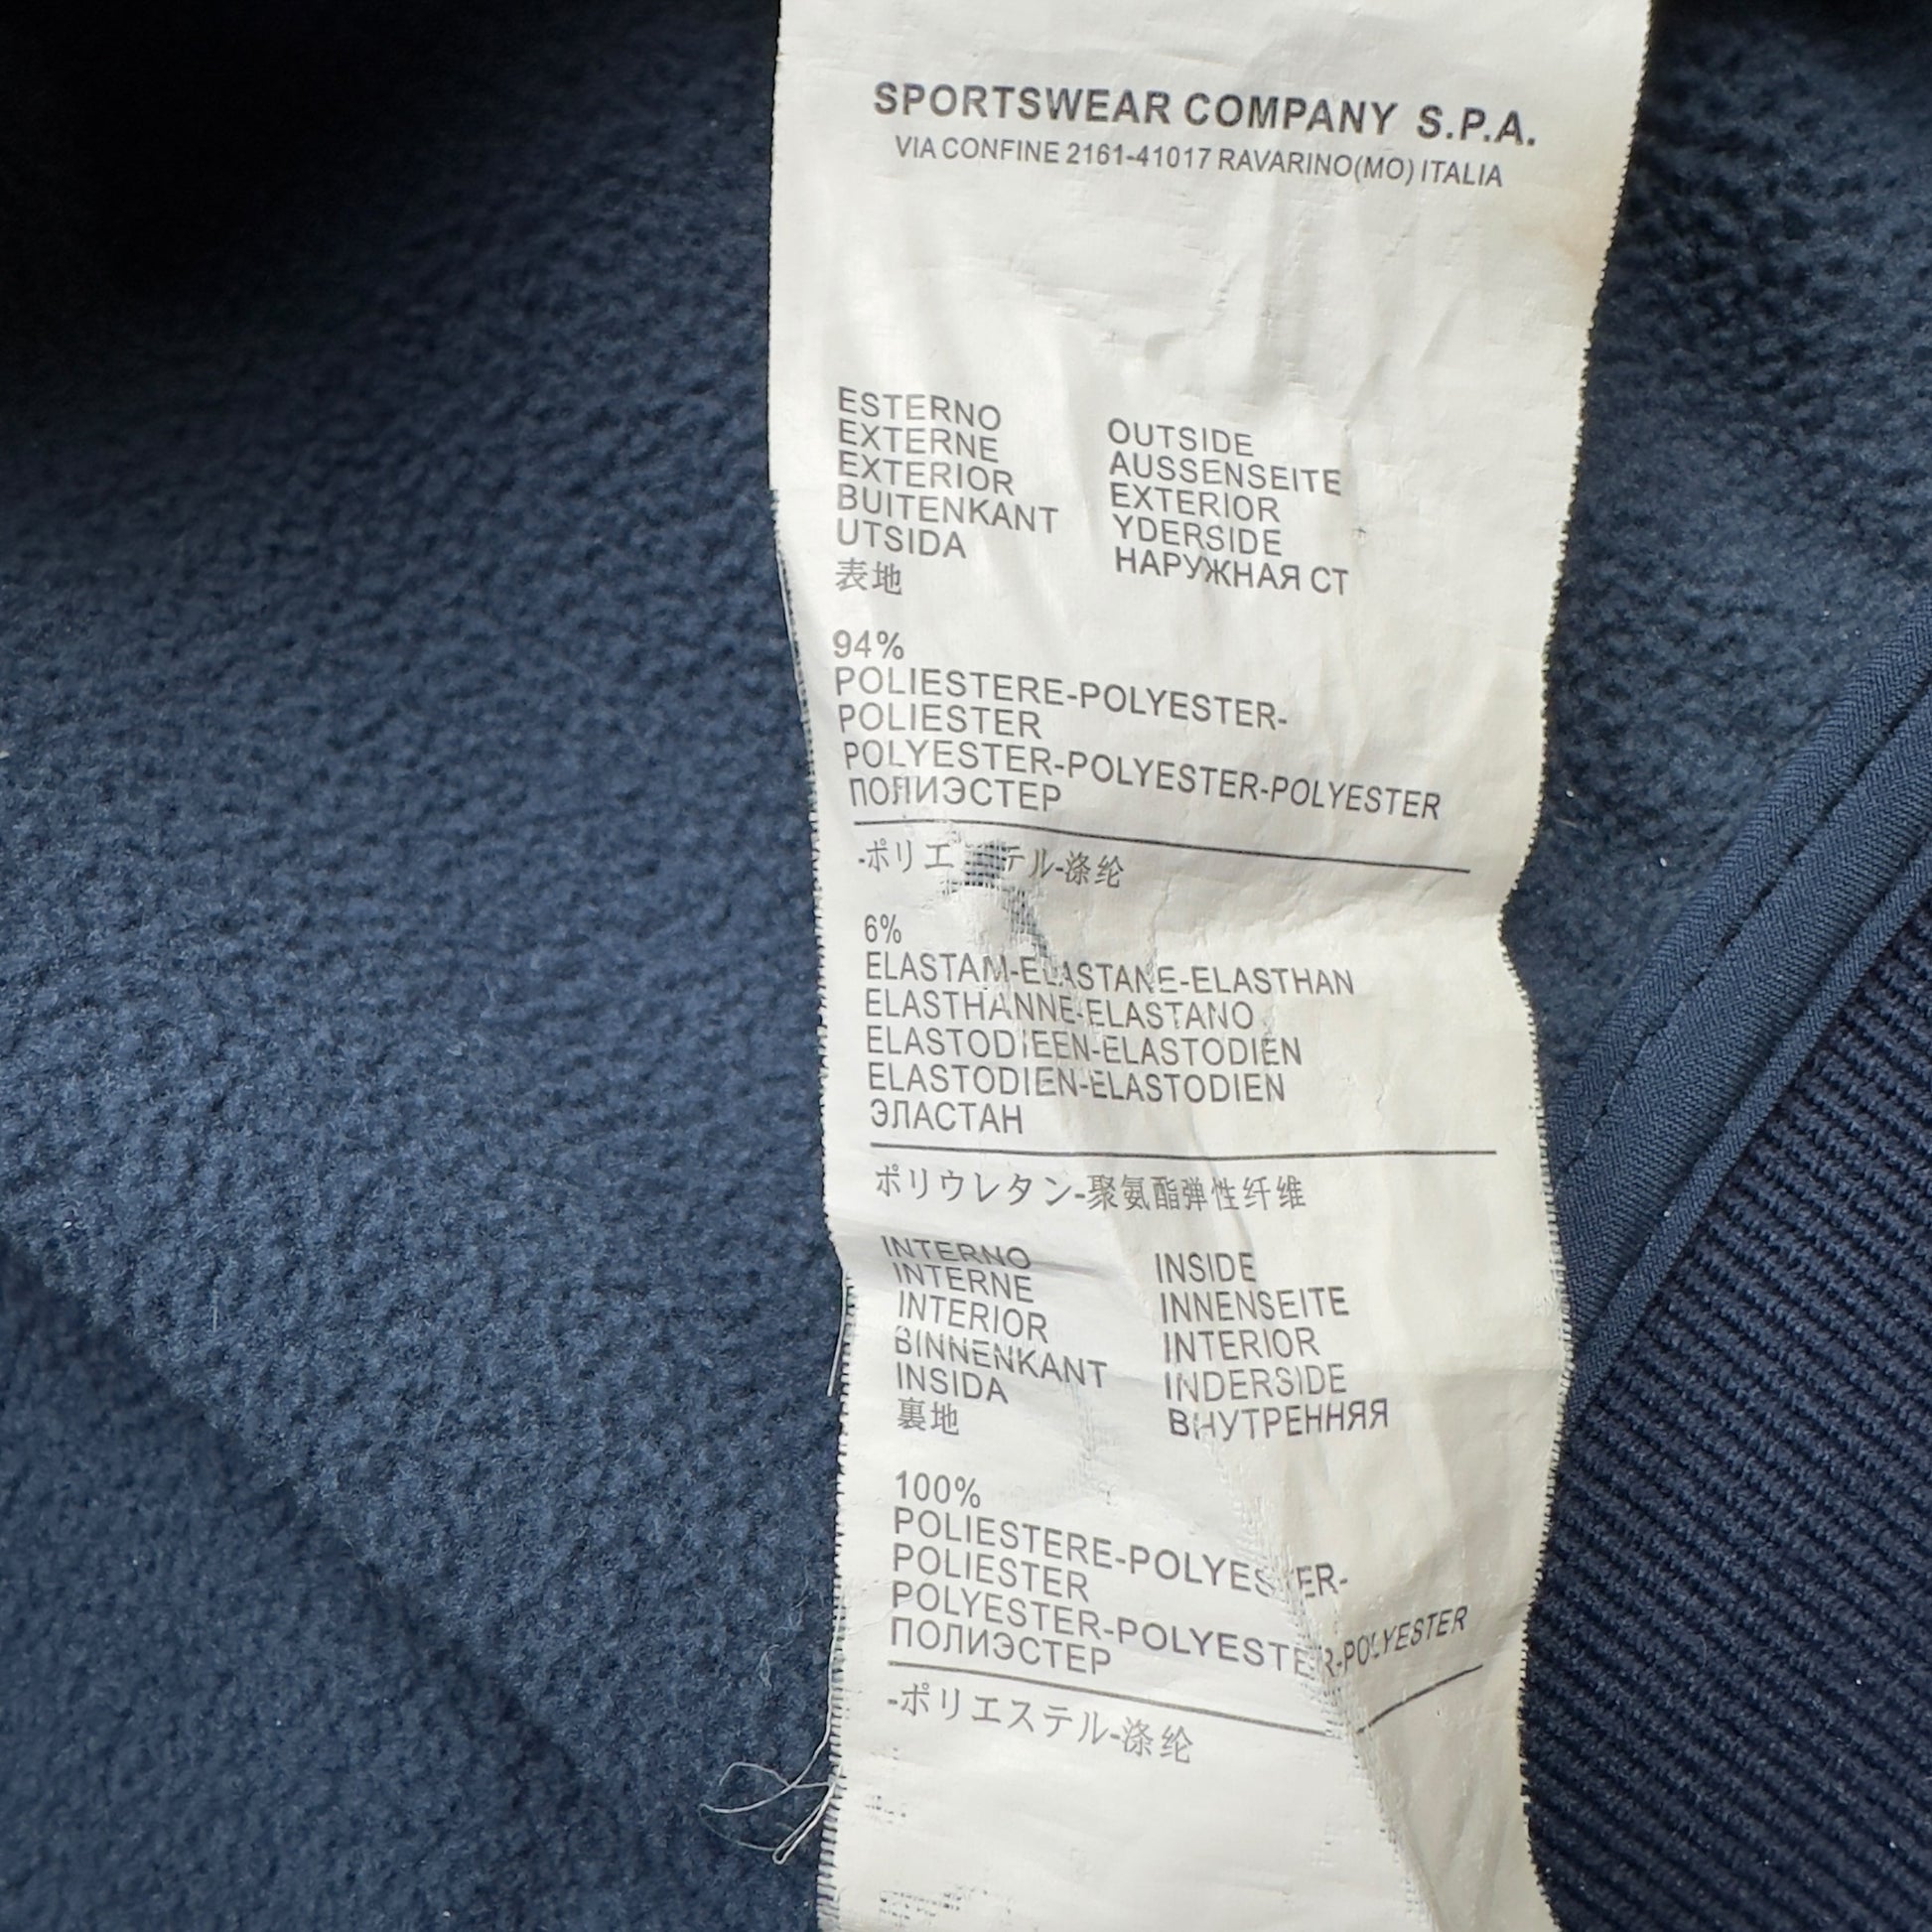 SPORTSWEAR COMPANY S.P.A.
VIA CONFINE 2161-41017 RAVARINO(MO) ITALIA
ESTERNO
EXTERNE
EXTERIOR
BUITENKANT
UTSIDA
表地
OUTSIDE
AUSSENSEITE
EXTERIOR
YDERSIDE
НАРУЖНАЯ СТ
94%
POLIESTERE-POLYESTER-
POLIESTER
POLYESTER-POLYESTER-POLYESTER
ПОЛИЭСТЕР
-ポリエステル-涤纶
6%
ELASTAM-ELASTANE-ELASTHAN
ELASTHANNE-ELASTANO
ELASTODIEEN-ELASTODIEN
ELASTODIEN-ELASTODIEN
ЭЛАСТАН
ポリウレタン-聚氨酯弹性纤维
INTERNO
INTERNE
INTERIOR
BINNENKANT
INSIDA
裏地
INSIDE
INNENSEITE
INTERIOR
INDERSIDE
ВНУТРЕННЯЯ
100%
POLIESTERE-POLYESTER-
POLIESTER
POLYESTER-POLYESTER-POLYESTER
ПОЛИЭСТЕР
-ポリエステル-涤纶